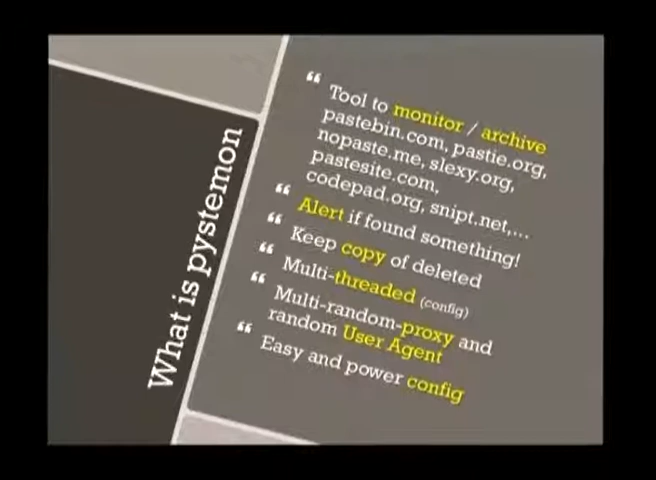 What is pystemon
“ Tool to monitor / archive
pastebin.com, pastie.org,
nopaste.me, slexy.org,
pastesite.com,
codepad.org, snipt.net,...
“ Alert if found something!
“ Keep copy of deleted
“ Multi-threaded (config)
“ Multi-random-proxy and
random User Agent
“ Easy and power config